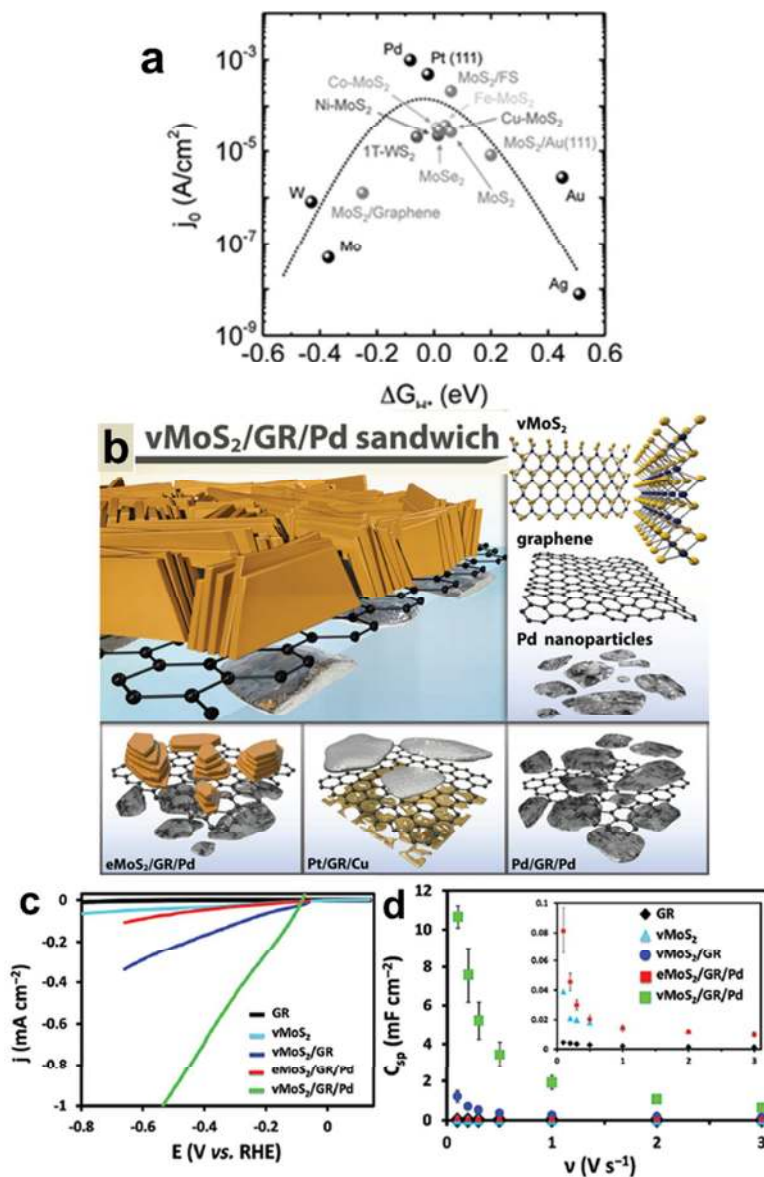 a
10⁻³
10⁻⁵
10⁻⁷
10⁻⁹
j₀ (A/cm²)
Pd
Pt (111)
Co-MoS₂
MoS₂/FS
Ni-MoS₂
Fe-MoS₂
Cu-MoS₂
1T-WS₂
MoS₂/Au(111)
MoSe₂
MoS₂
W
MoS₂/Graphene
Au
Mo
Ag
-0.6 -0.4 -0.2 0.0 0.2 0.4 0.6
ΔG_H* (eV)
b vMoS₂/GR/Pd sandwich
vMoS₂
graphene
Pd nanoparticles
eMoS₂/GR/Pd
Pt/GR/Cu
Pd/GR/Pd
c
0
-0.2
-0.4
-0.6
-0.8
-1
j (mA cm⁻²)
GR
vMoS₂
vMoS₂/GR
eMoS₂/GR/Pd
vMoS₂/GR/Pd
-0.8 -0.6 -0.4 -0.2 0
E (V vs. RHE)
d
12
10
8
6
4
2
0
C_sp (mF cm⁻²)
GR
vMoS₂
vMoS₂/GR
eMoS₂/GR/Pd
vMoS₂/GR/Pd
0.1
0.08
0.06
0.04
0.02
0
0 1 2 3
0 1 2 3
ν (V s⁻¹)